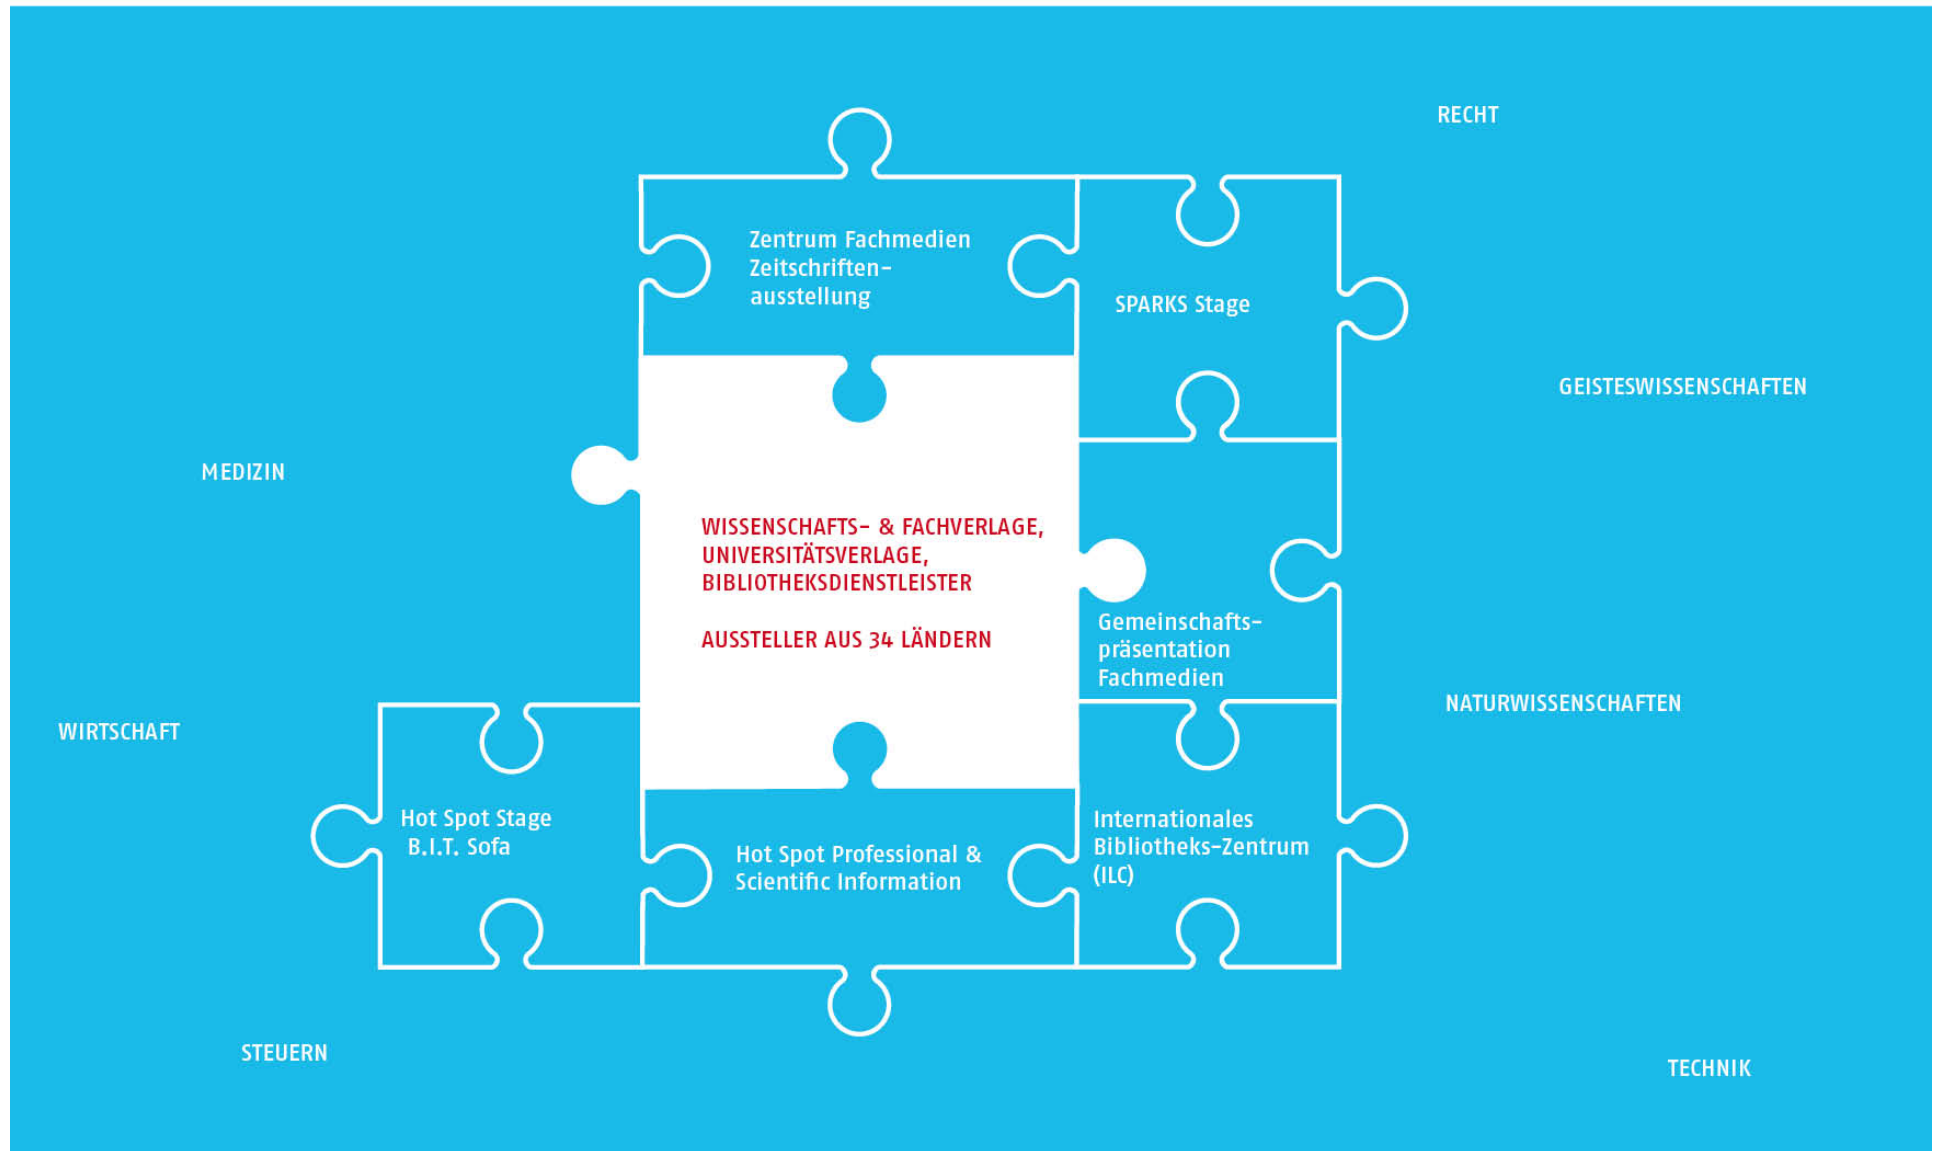 RECHT
Zentrum Fachmedien
Zeitschriften-
ausstellung
SPARKS Stage
GEISTESWISSENSCHAFTEN
MEDIZIN
WISSENSCHAFTS- & FACHVERLAGE,
UNIVERSITÄTSVERLAGE,
BIBLIOTHEKSDIENSTLEISTER
AUSSTELLER AUS 34 LÄNDERN
Gemeinschafts-
präsentation
Fachmedien
NATURWISSENSCHAFTEN
WIRTSCHAFT
Hot Spot Stage
B.I.T. Sofa
Hot Spot Professional &
Scientific Information
Internationales
Bibliotheks-Zentrum
(ILC)
STEUERN
TECHNIK